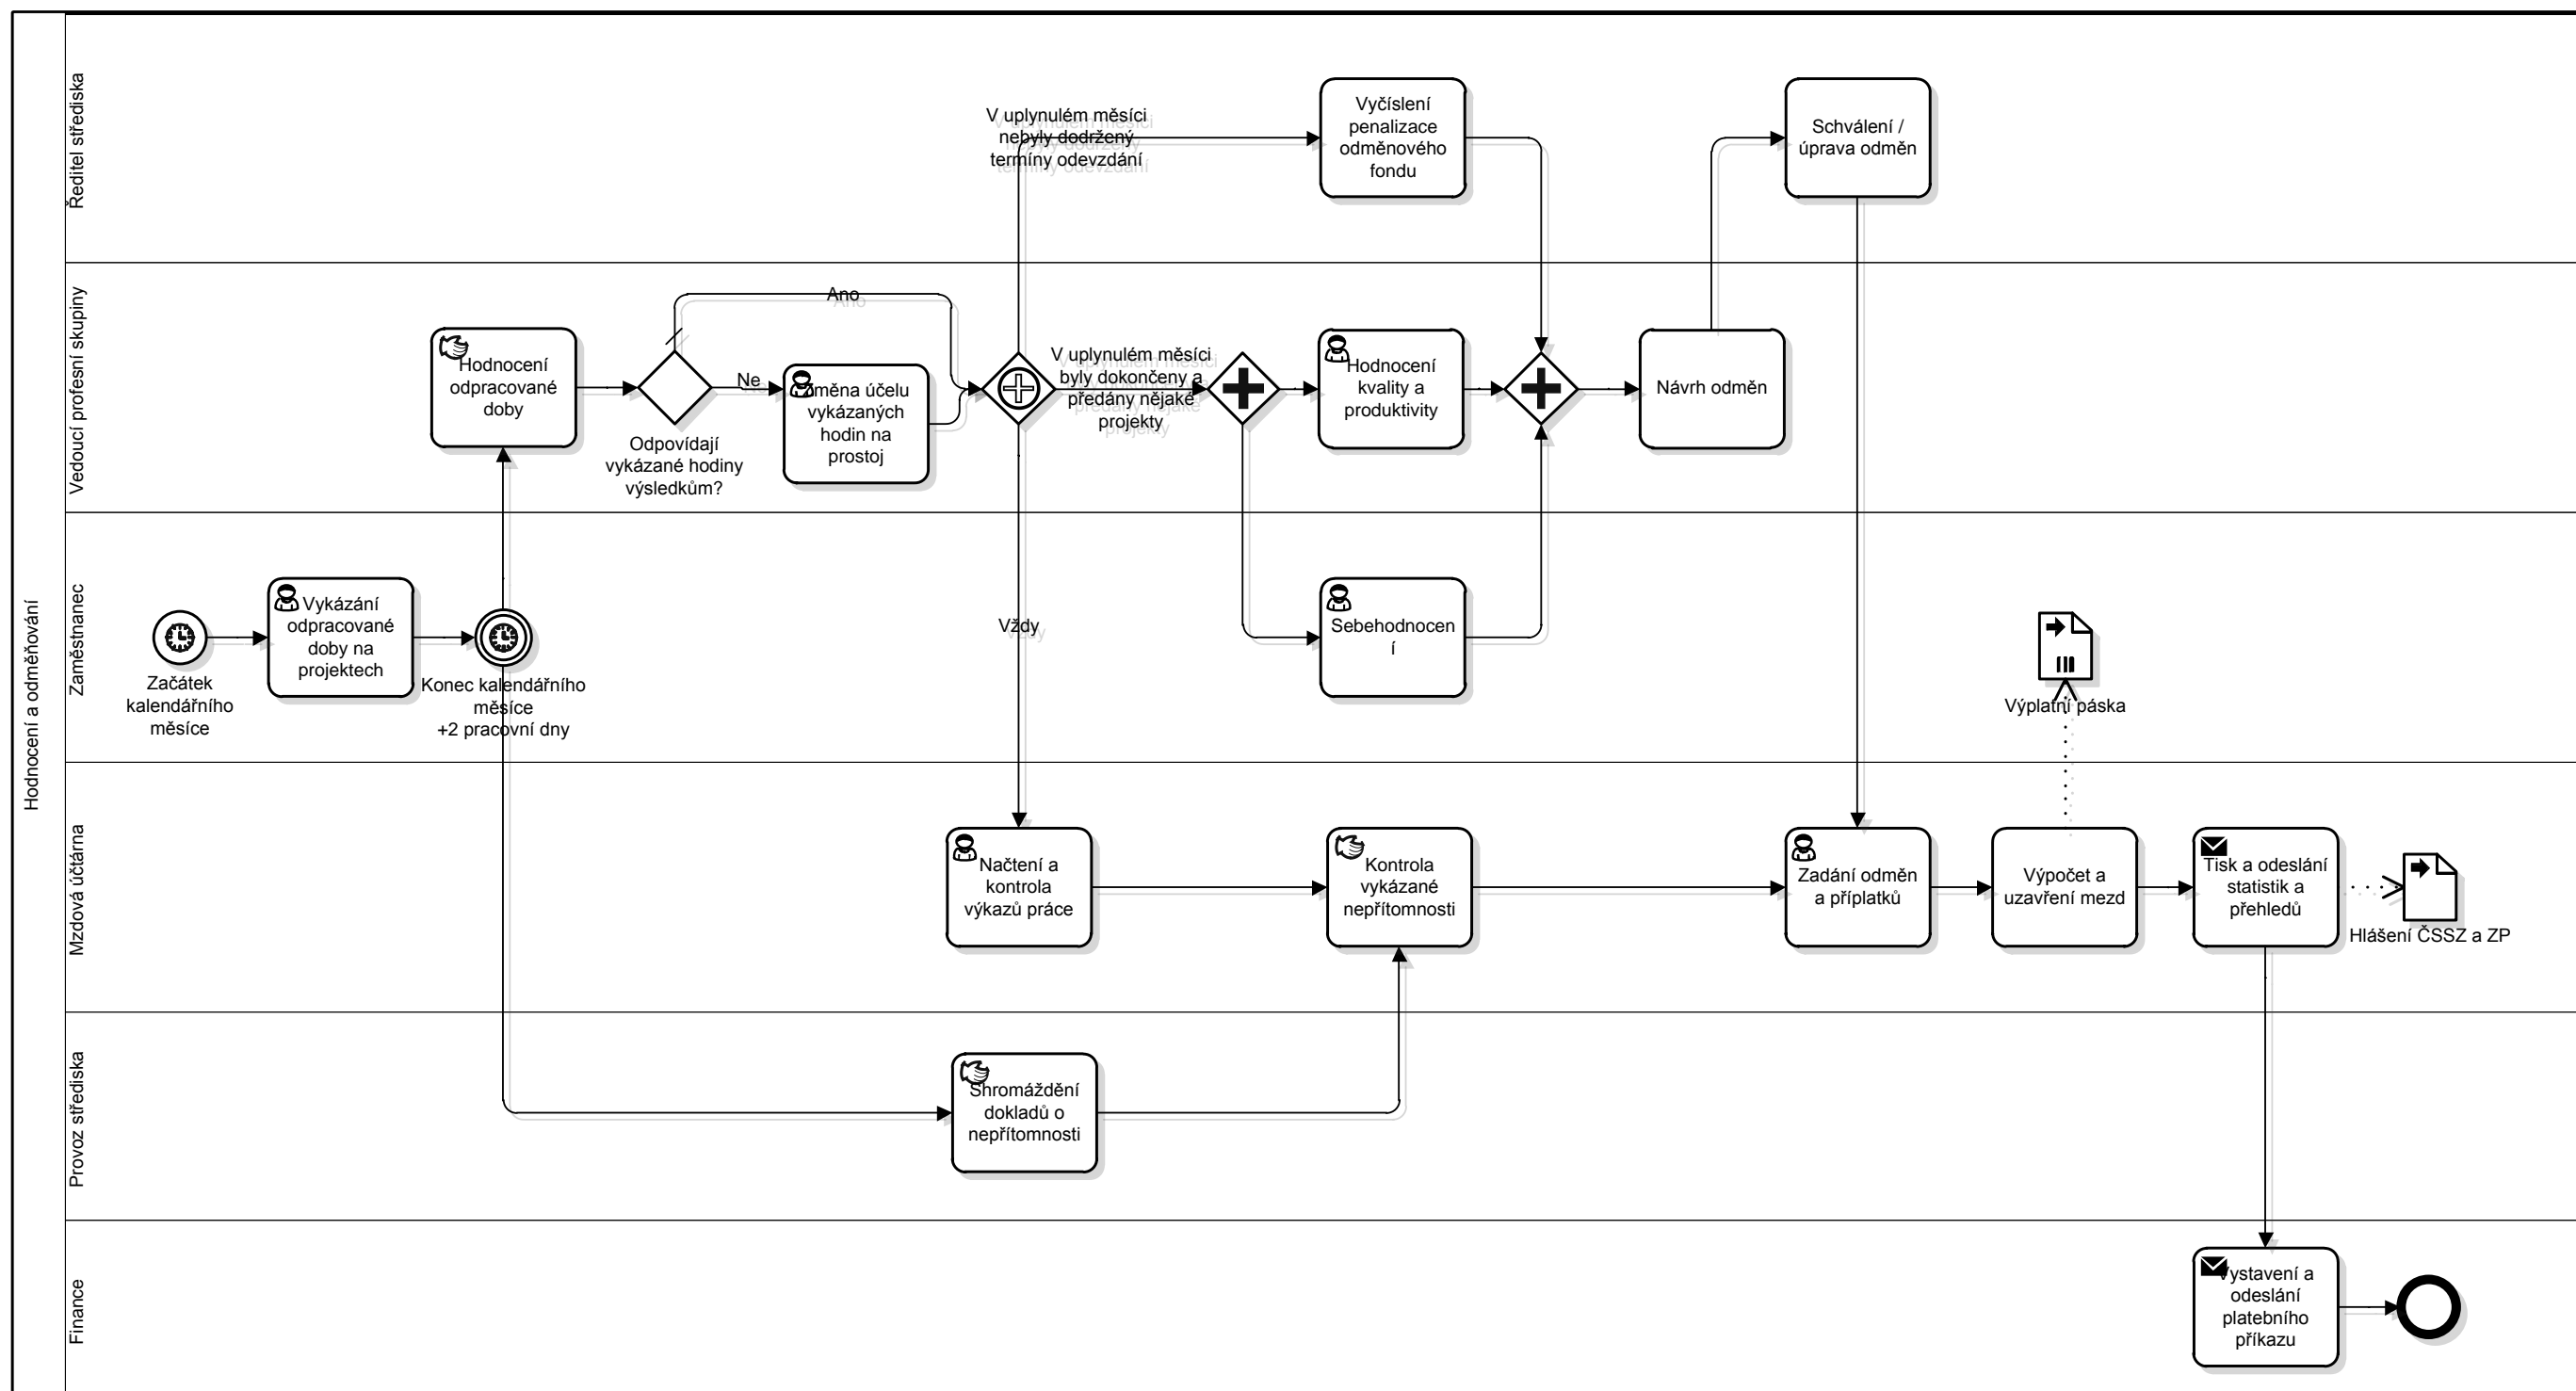 Hodnocení a odměňování
Ředitel střediska
V uplynulém měsíci
nebyly dodržený
termíny odevzdání
Vyčíslení
penalizace
odměnového
fondu
Schválení /
úprava odměn
Vedoucí profesní skupiny
Hodnocení
odpracované
doby
Ano
Ne
Odpovídají
vykázané hodiny
výsledkům?
Změna účelu
vykázaných
hodin na
prostoj
V uplynulém měsíci
byly dokončeny a
předány nějaké
projekty
Hodnocení
kvality a
produktivity
Návrh odměn
Zaměstnanec
Začátek
kalendářního
měsíce
Vykázání
odpracované
doby na
projektech
Konec kalendářního
měsíce
+2 pracovní dny
Vždy
Sebehodnocen
í
Výplatní páska
Mzdová účtárna
Načtení a
kontrola
výkazů práce
Kontrola
vykázané
nepřítomnosti
Zadání odměn
a příplatků
Výpočet a
uzavření mezd
Tisk a odeslání
statistik a
přehledů
Hlášení ČSSZ a ZP
Provoz střediska
Shromáždění
dokladů o
nepřítomnosti
Finance
Vystavení a
odeslání
platebního
příkazu